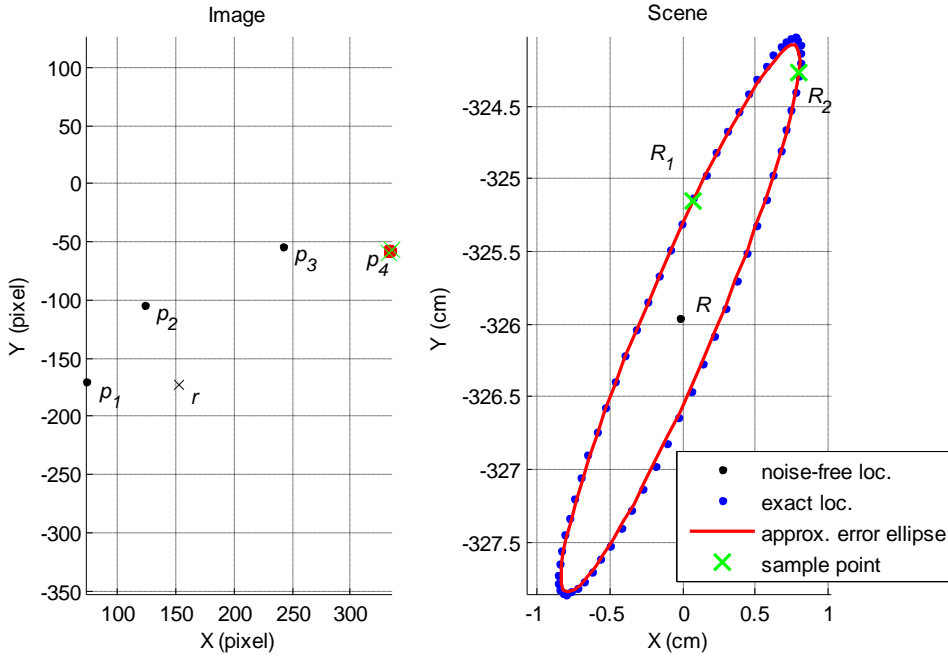 Image
Y (pixel)
100
50
0
-50
-100
-150
-200
-250
-300
-350
p3
p4
p2
p1
r
100
150
200
250
300
X (pixel)
Scene
Y (cm)
-324.5
-325
-325.5
-326
-326.5
-327
-327.5
R2
R1
R
-1
-0.5
0
0.5
1
X (cm)
noise-free loc.
exact loc.
approx. error ellipse
sample point